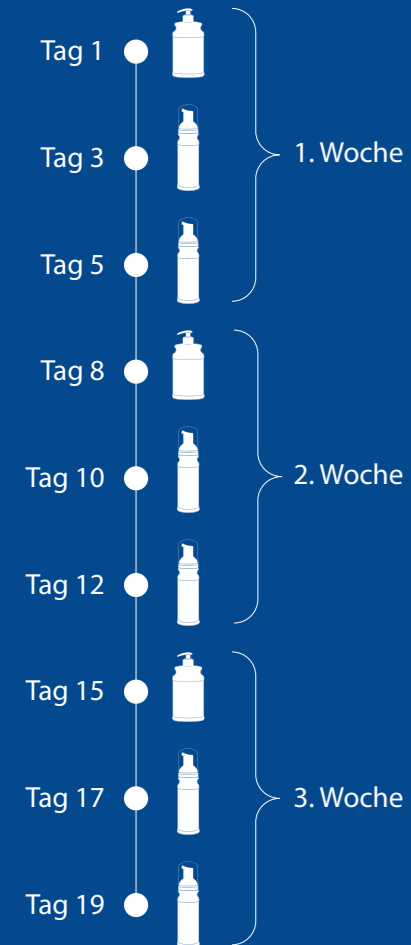 Tag 1
Tag 3
1. Woche
Tag 5
Tag 8
Tag 10
2. Woche
Tag 12
Tag 15
Tag 17
3. Woche
Tag 19